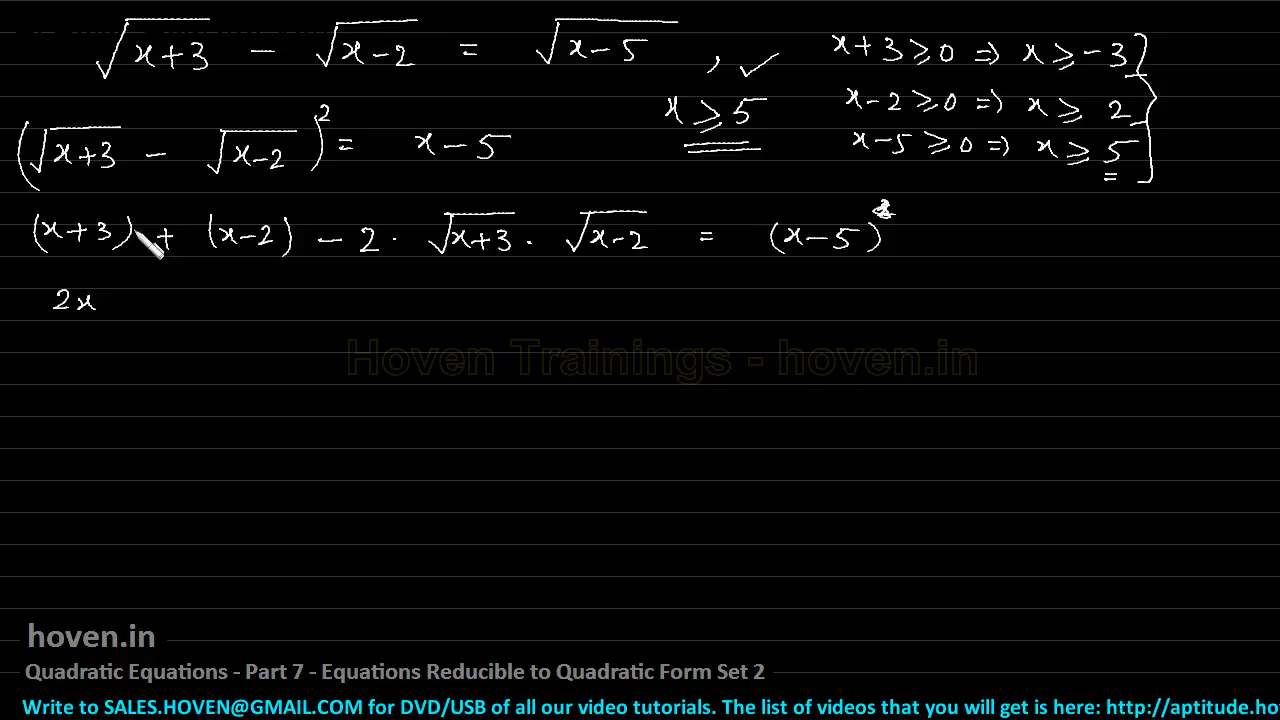 √(x+3) − √(x−2) = √(x−5) , ✓ x+3 ⩾ 0 ⇒ x ⩾ −3
x ⩾ 5 x−2 ⩾ 0 ⇒ x ⩾ 2
(√(x+3) − √(x−2))² = x−5 x−5 ⩾ 0 ⇒ x ⩾ 5
(x+3) + (x−2) − 2 · √(x+3) · √(x−2) = (x−5)
2x
Hoven Trainings - hoven.in
hoven.in
Quadratic Equations - Part 7 - Equations Reducible to Quadratic Form Set 2
Write to SALES.HOVEN@GMAIL.COM for DVD/USB of all our video tutorials. The list of videos that you will get is here: http://aptitude.ho